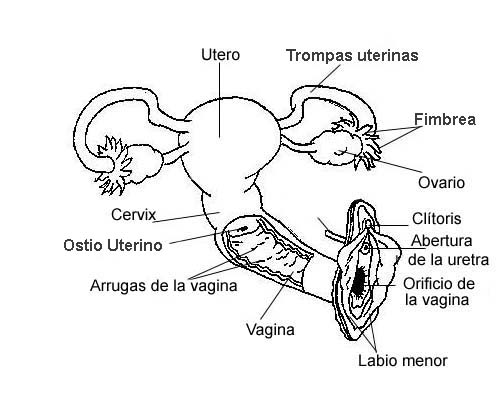 Utero
Trompas uterinas
Fimbrea
Ovario
Cervix
Clítoris
Ostio Uterino
Abertura
de la uretra
Arrugas de la vagina
Orificio de
la vagina
Vagina
Labio menor